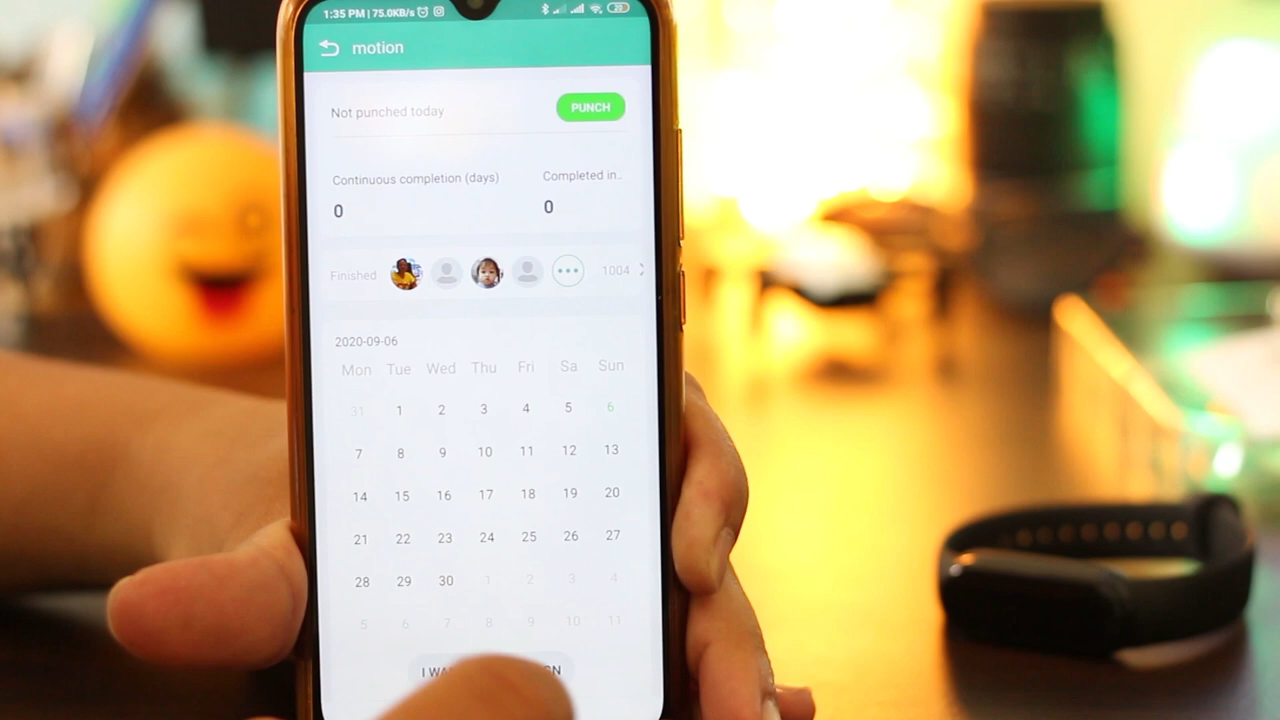 1:35 PM | 75.0KB/s 23
motion
Not punched today PUNCH
Continuous completion (days) Completed in..
0 0
Finished 1004
2020-09-06
Mon Tue Wed Thu Fri Sa Sun
31 1 2 3 4 5 6
7 8 9 10 11 12 13
14 15 16 17 18 19 20
21 22 23 24 25 26 27
28 29 30 1 2 3 4
5 6 7 8 9 10 11
I